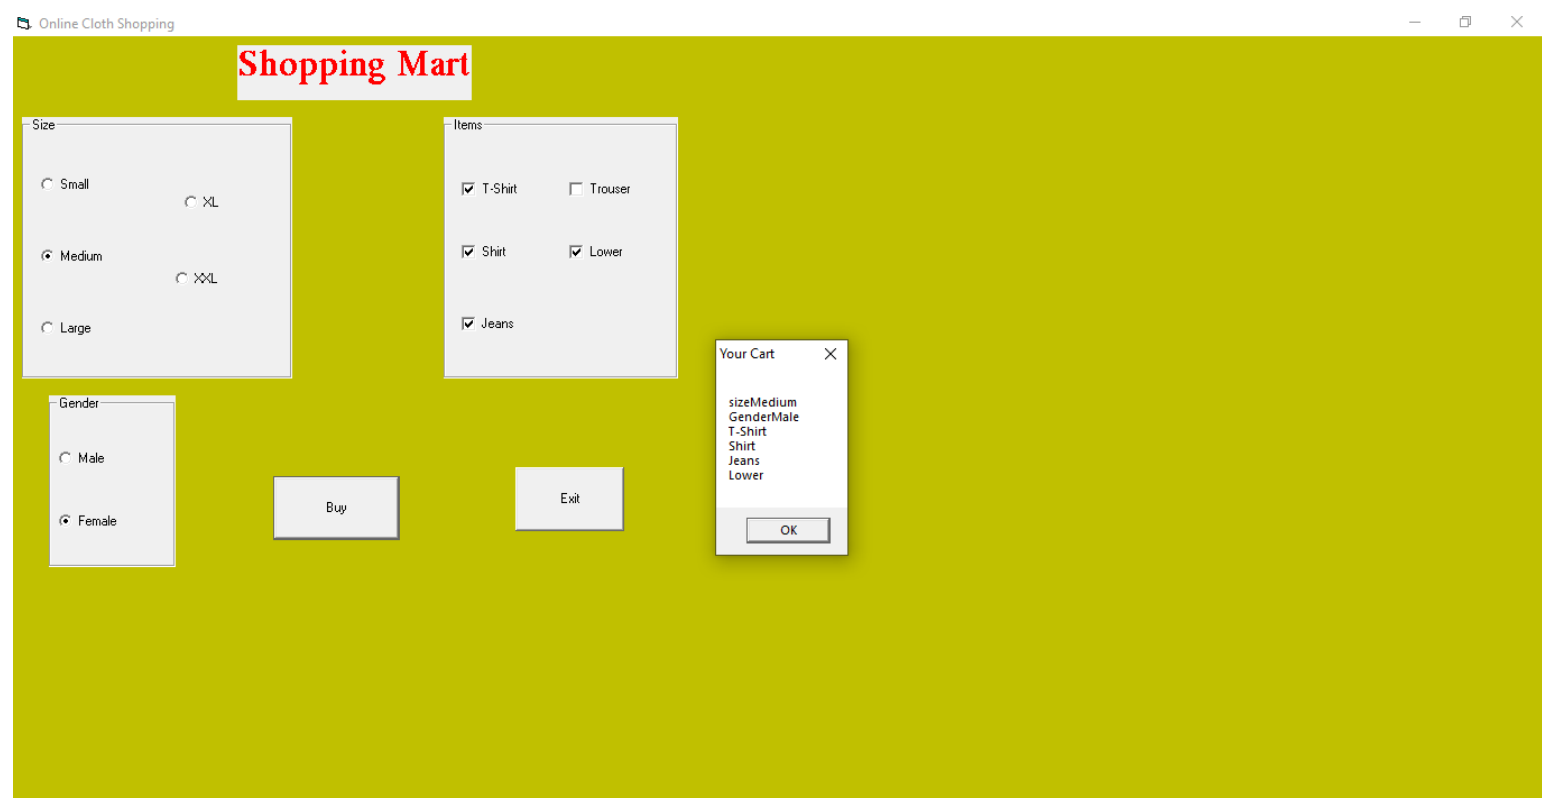 Online Cloth Shopping
Shopping Mart
Size
Small
XL
Medium
XXL
Large
Items
T-Shirt
Trouser
Shirt
Lower
Jeans
Gender
Male
Female
Buy
Exit
Your Cart
sizeMedium
GenderMale
T-Shirt
Shirt
Jeans
Lower
OK